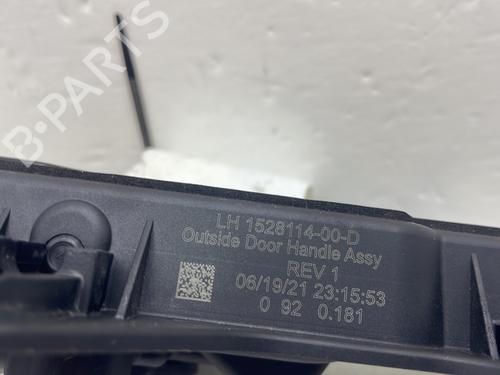 B-PARTS
LH 1528114-00-D
Outside Door Handle Assy
REV 1
06/19/21 23:15:53
0 92 0.181